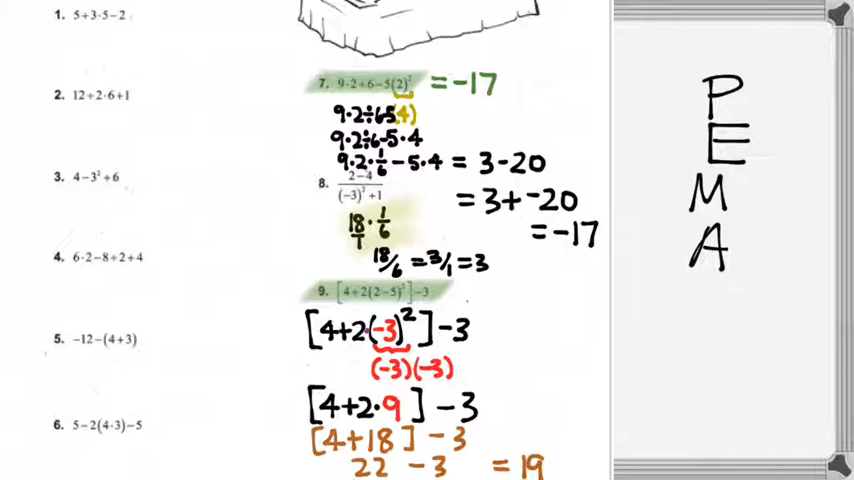 1. 5+3·5−2
2. 12÷2·6+1
3. 4−3²+6
4. 6·2−8÷2+4
5. −12−(4+3)
6. 5−2(4·3)−5
7. 9·2÷6−5(2)² = −17
9·2÷6-5(4)
9·2÷6-5·4
9·2·1/6 − 5·4 = 3-20
= 3+ -20
= -17
8. 2−4/(−3)²+1
18/1 · 1/6
18/6 = 3/1 = 3
9. [4+2(2−5)²]−3
[4+2·(-3)²]-3
(-3)(-3)
[4+2·9] -3
[4+18] -3
22 -3 = 19
P
E
M
A